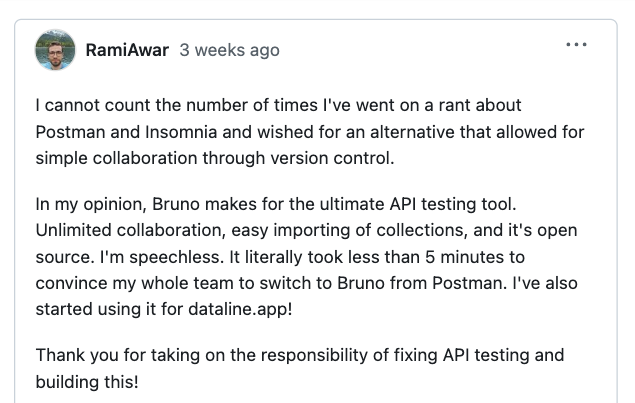 RamiAwar 3 weeks ago
I cannot count the number of times I've went on a rant about
Postman and Insomnia and wished for an alternative that allowed for
simple collaboration through version control.
In my opinion, Bruno makes for the ultimate API testing tool.
Unlimited collaboration, easy importing of collections, and it's open
source. I'm speechless. It literally took less than 5 minutes to
convince my whole team to switch to Bruno from Postman. I've also
started using it for dataline.app!
Thank you for taking on the responsibility of fixing API testing and
building this!